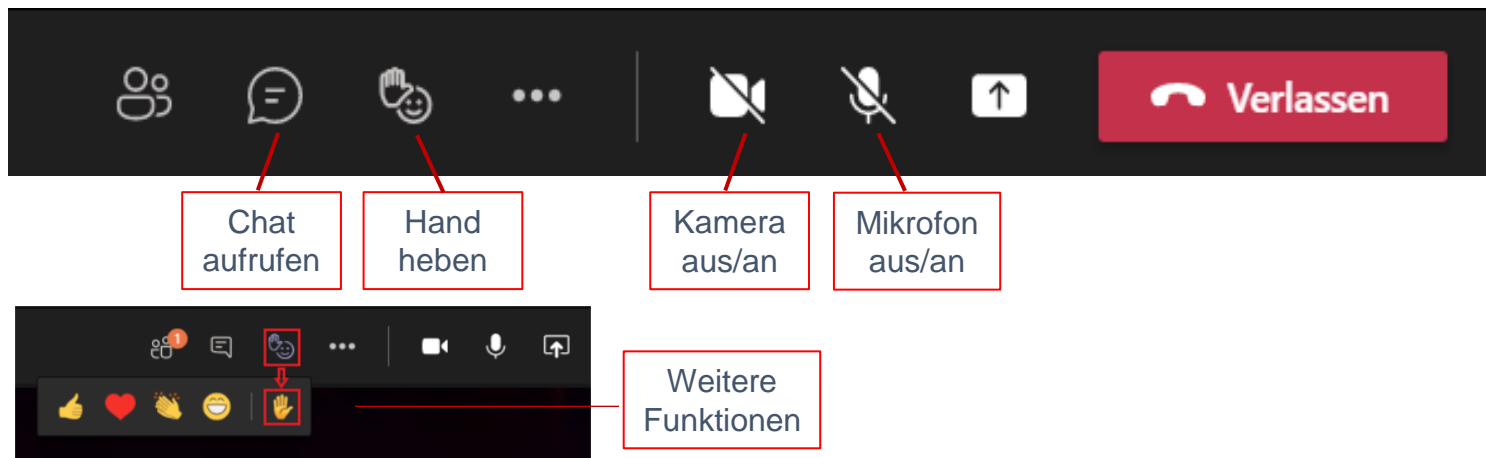 Verlassen
Chat
aufrufen
Hand
heben
Kamera
aus/an
Mikrofon
aus/an
1
Weitere
Funktionen